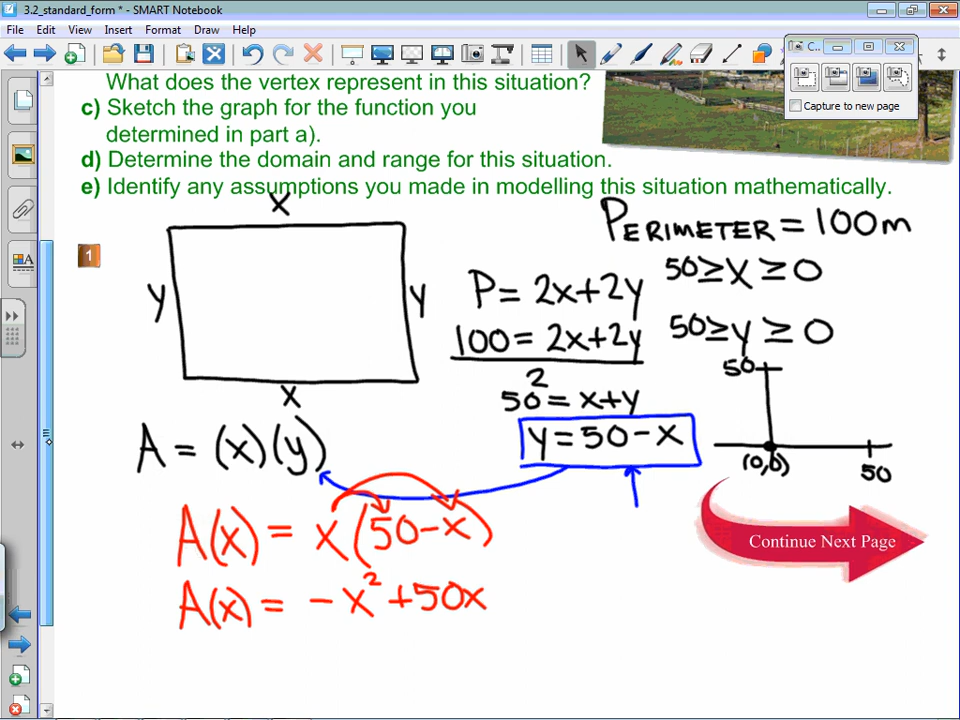 3.2_standard_form * - SMART Notebook
File Edit View Insert Format Draw Help
C..
Capture to new page
What does the vertex represent in this situation?
c) Sketch the graph for the function you
determined in part a).
d) Determine the domain and range for this situation.
e) Identify any assumptions you made in modelling this situation mathematically.
1
x
y
y
x
PERIMETER = 100m
50 ≥ x ≥ 0
50 ≥ y ≥ 0
P = 2x+2y
100 = 2x+2y
2
50 = x+y
y = 50 - x
50
(0,0)
50
A = (x)(y)
A(x) = x(50-x)
A(x) = -x² +50x
Continue Next Page